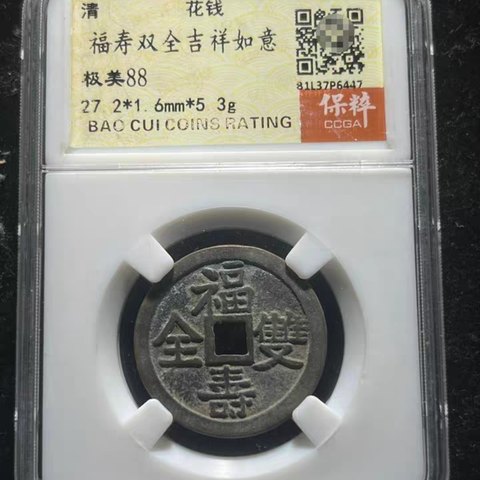 清 花钱
福寿双全吉祥如意
极美88
81L37P6447
27.2*1.6mm*5.3g
保粹
BAO CUI COINS RATING
CCGA
福
全 雙
壽